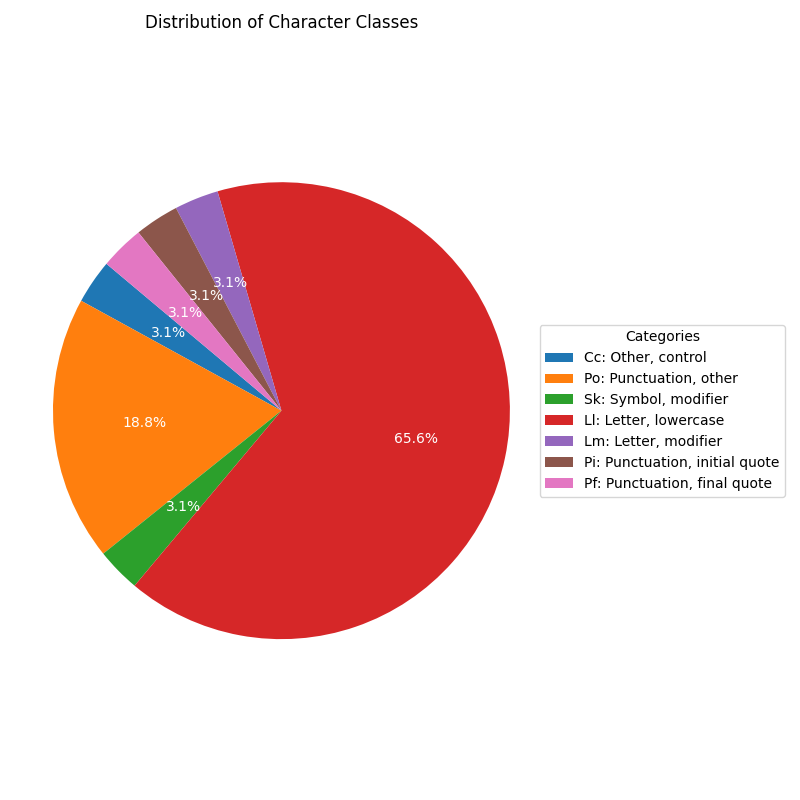 Distribution of Character Classes
3.1%
3.1%
3.1%
3.1%
18.8%
65.6%
3.1%
Categories
Cc: Other, control
Po: Punctuation, other
Sk: Symbol, modifier
Ll: Letter, lowercase
Lm: Letter, modifier
Pi: Punctuation, initial quote
Pf: Punctuation, final quote